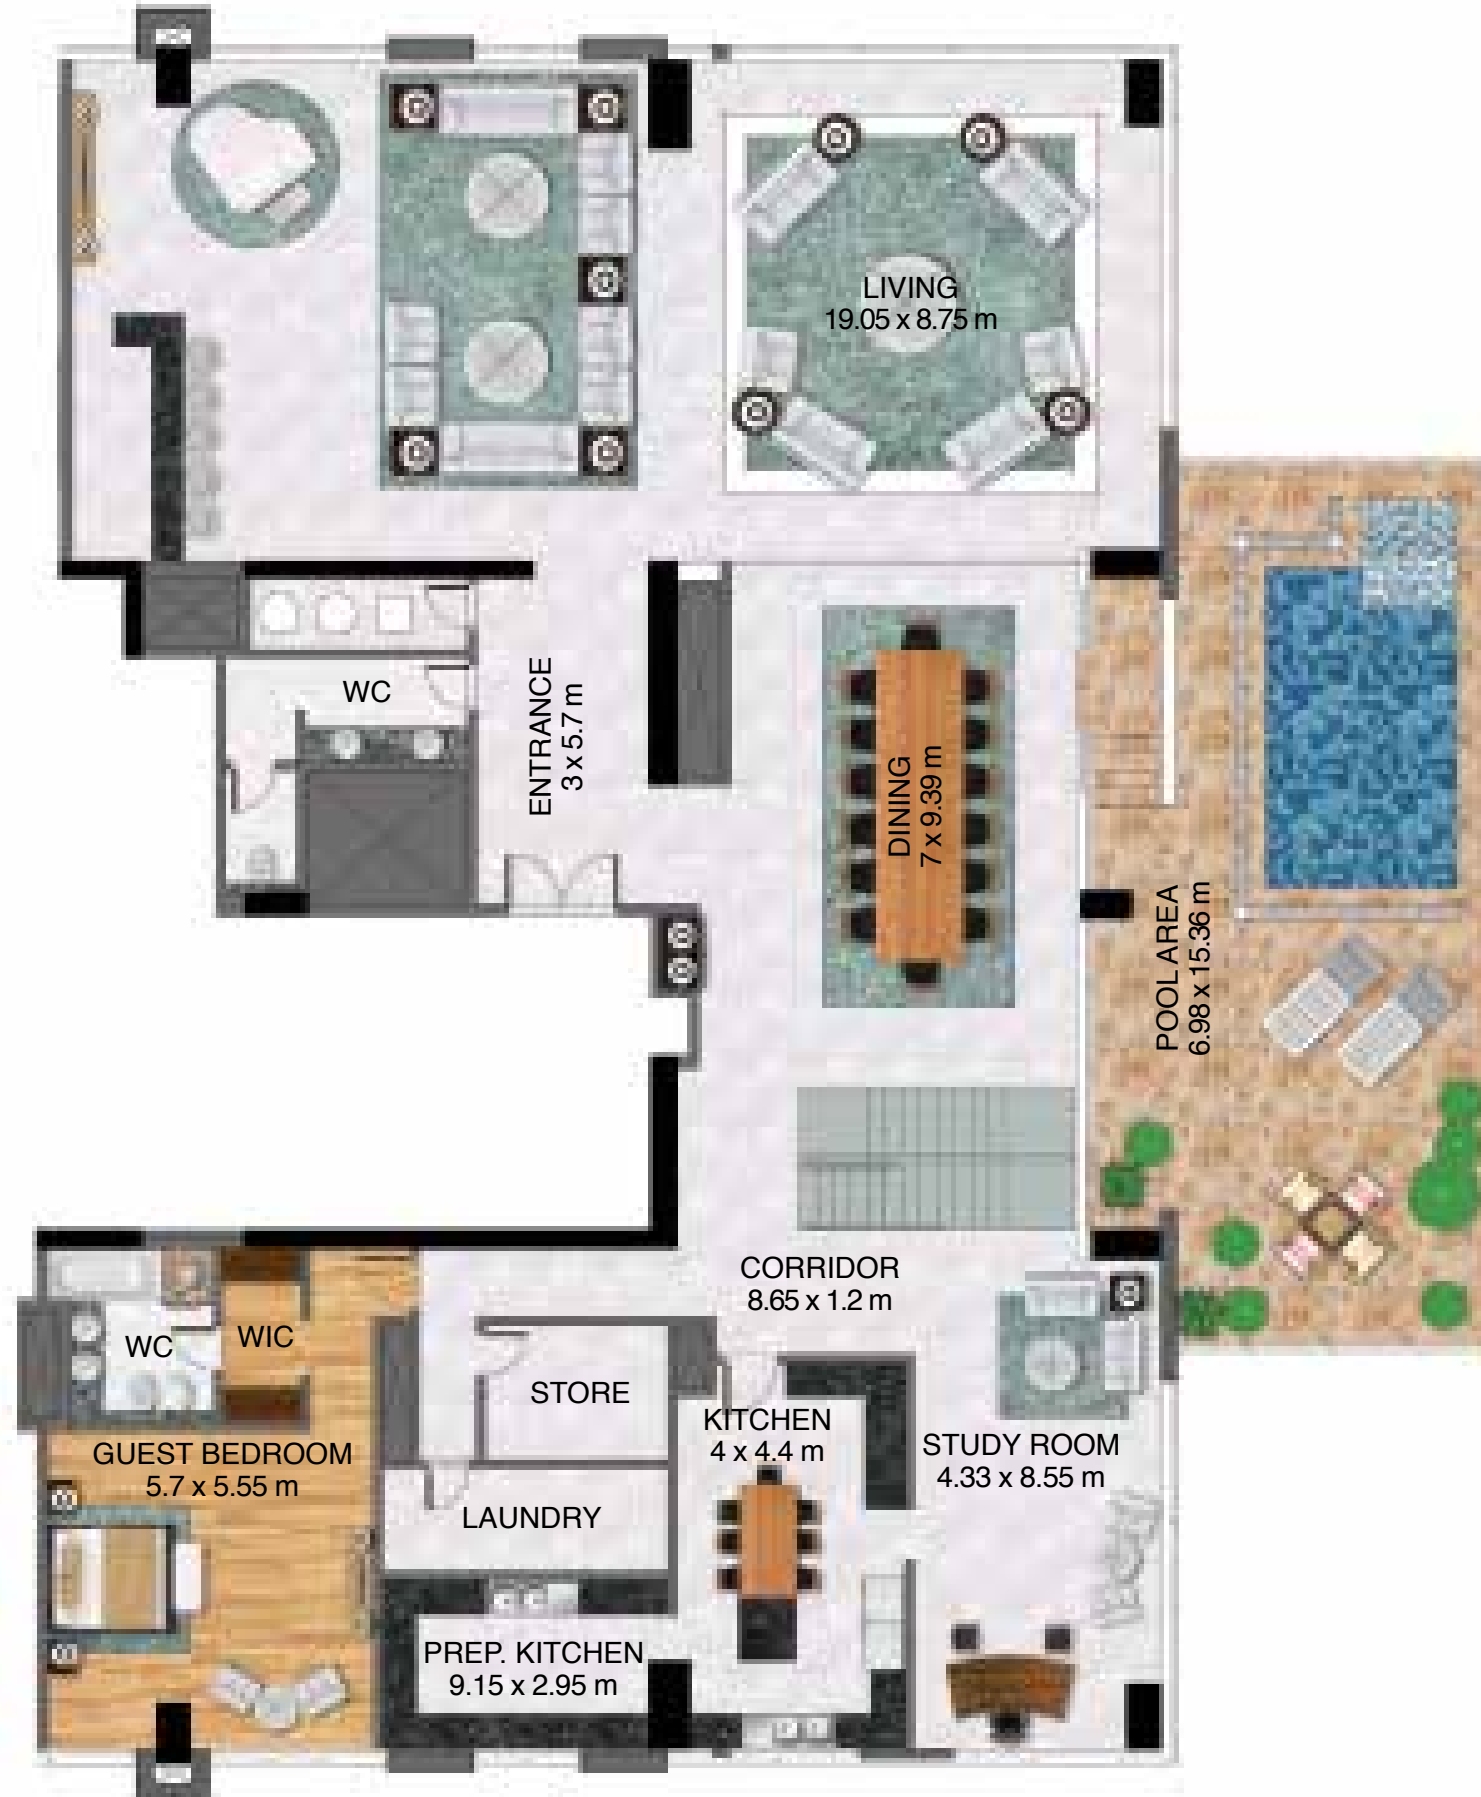 LIVING
19.05 x 8.75 m
WC
ENTRANCE
3 x 5.7 m
DINING
7 x 9.39 m
POOL AREA
6.98 x 15.36 m
CORRIDOR
8.65 x 1.2 m
WC
WIC
STORE
KITCHEN
4 x 4.4 m
GUEST BEDROOM
5.7 x 5.55 m
STUDY ROOM
4.33 x 8.55 m
LAUNDRY
PREP. KITCHEN
9.15 x 2.95 m